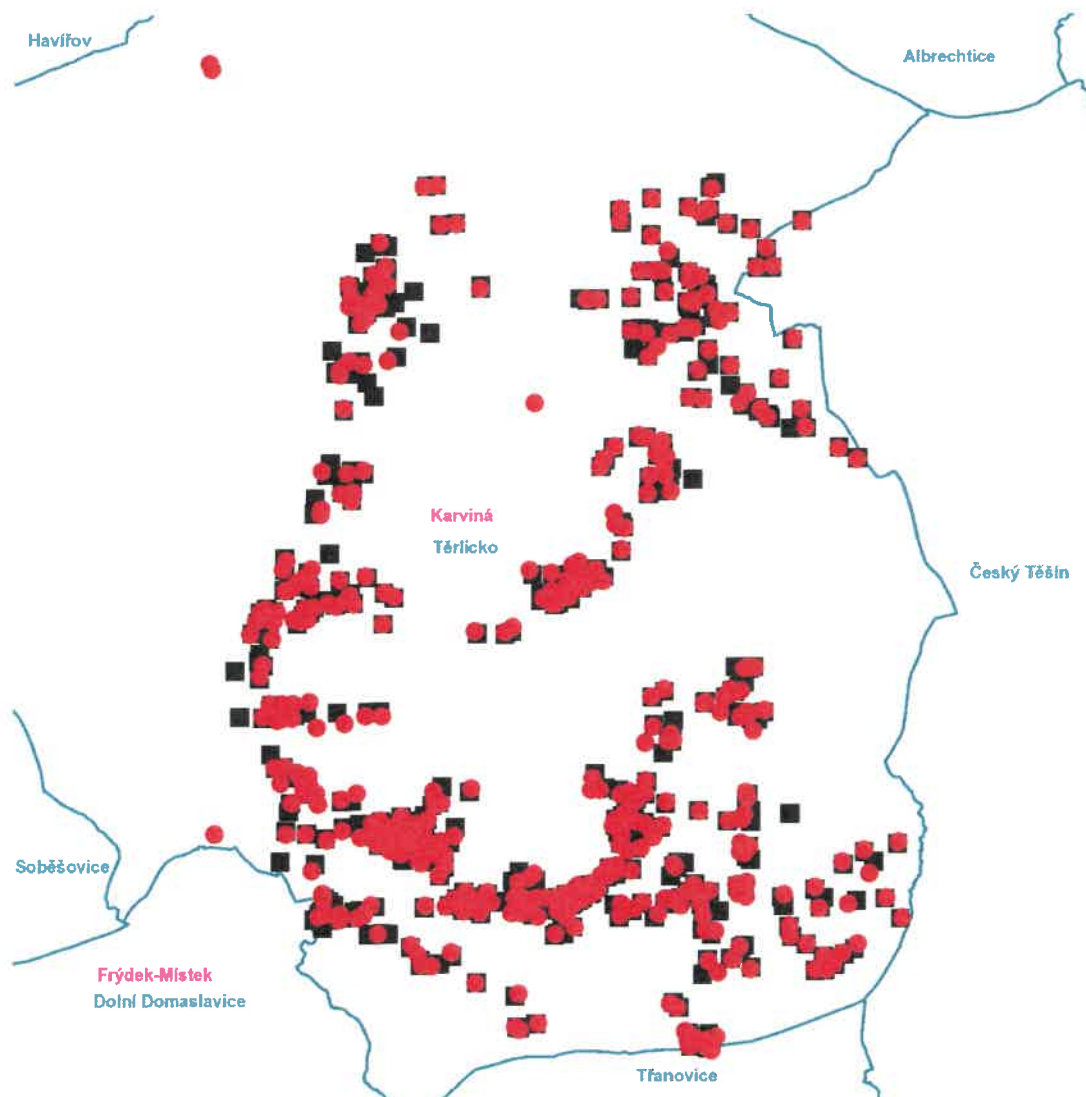 Havířov
Albrechtice
Karviná
Těrlicko
Český Těšín
Soběšovice
Frýdek-Místek
Dolní Domaslavice
Třanovice